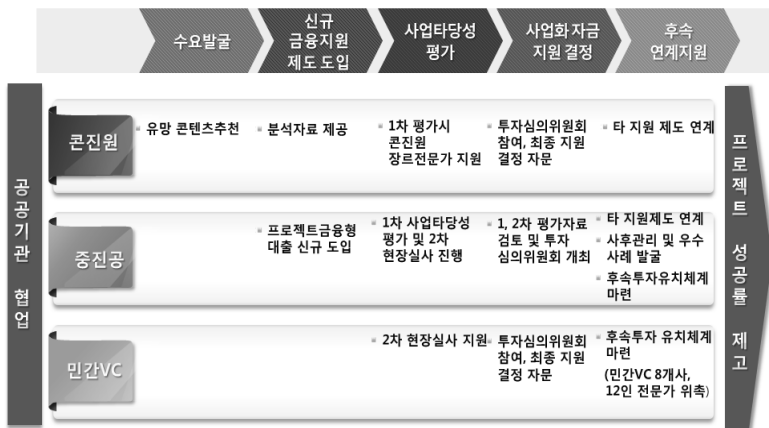 수요발굴
신규
금융지원
제도 도입
사업타당성
평가
사업화 자금
지원 결정
후속
연계지원
공공기관 협업
콘진원
▪ 유망 콘텐츠추천
▪ 분석자료 제공
▪ 1차 평가시
콘진원
장르전문가 지원
▪ 투자심의위원회
참여, 최종 지원
결정 자문
▪ 타 지원 제도 연계
중진공
▪ 프로젝트금융형
대출 신규 도입
▪ 1차 사업타당성
평가 및 2차
현장실사 진행
▪ 1, 2차 평가자료
검토 및 투자
심의위원회 개최
▪ 타 지원제도 연계
▪ 사후관리 및 우수
사례 발굴
▪ 후속투자유치체계
마련
민간VC
▪ 2차 현장실사 지원
▪ 투자심의위원회
참여, 최종 지원
결정 자문
▪ 후속투자 유치체계
마련
(민간VC 8개사,
12인 전문가 위촉)
프로젝트 성공률 제고